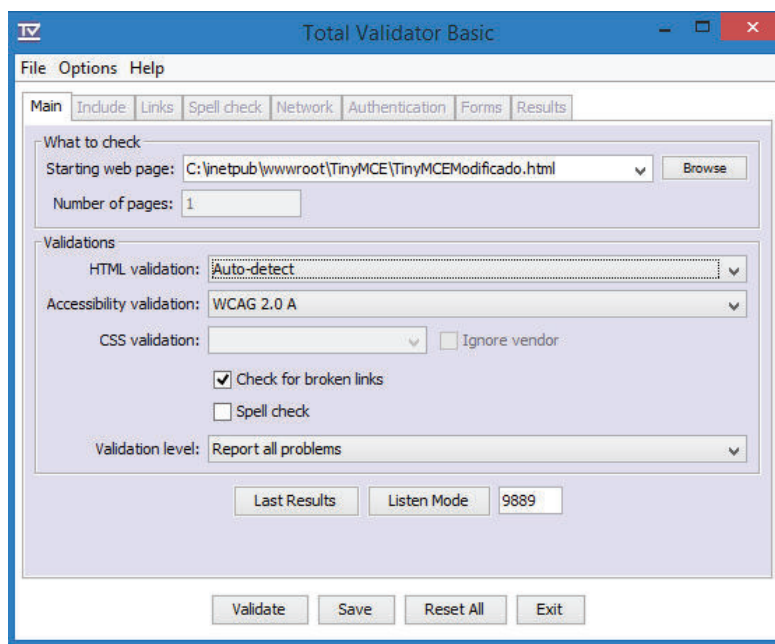 TV
Total Validator Basic
File Options Help
Main Include Links Spell check Network Authentication Forms Results
What to check
Starting web page: C:\inetpub\wwwroot\TinyMCE\TinyMCEModificado.html Browse
Number of pages: 1
Validations
HTML validation: Auto-detect
Accessibility validation: WCAG 2.0 A
CSS validation: Ignore vendor
Check for broken links
Spell check
Validation level: Report all problems
Last Results Listen Mode 9889
Validate Save Reset All Exit